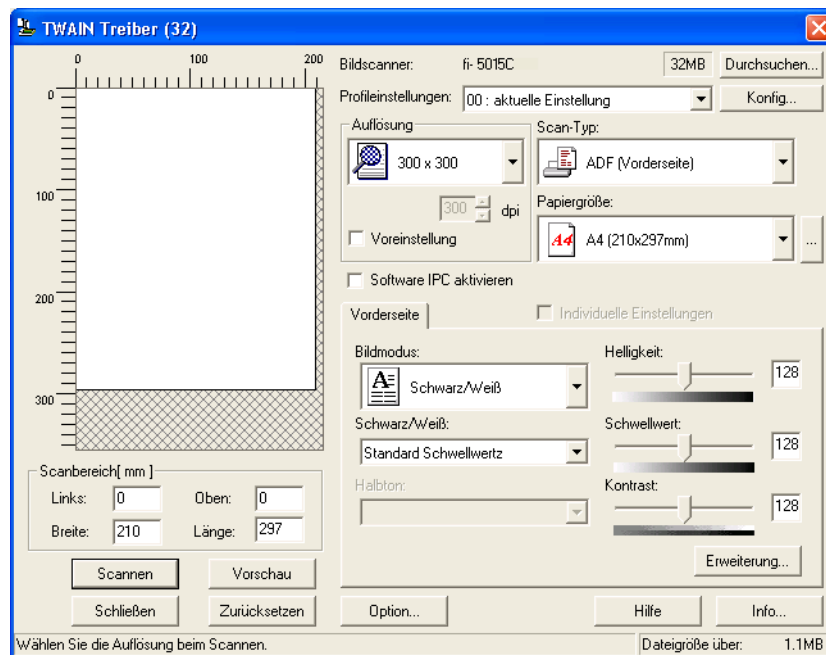 TWAIN Treiber (32)
0 100 200
0
100
200
300
Scanbereich[ mm ]
Links: 0 Oben: 0
Breite: 210 Länge: 297
Scannen Vorschau
Schließen Zurücksetzen
Bildscanner: fi- 5015C 32MB Durchsuchen...
Profileinstellungen: 00 : aktuelle Einstellung Konfig...
Auflösung
300 x 300
300 dpi
Voreinstellung
Scan-Typ:
ADF (Vorderseite)
Papiergröße:
A4 A4 (210x297mm) ...
Software IPC aktivieren
Vorderseite Individuelle Einstellungen
Bildmodus:
A Schwarz/Weiß
Schwarz/Weiß:
Standard Schwellwertz
Halbton:
Helligkeit:
128
Schwellwert:
128
Kontrast:
128
Erweiterung...
Option... Hilfe Info...
Wählen Sie die Auflösung beim Scannen. Dateigröße über: 1.1MB